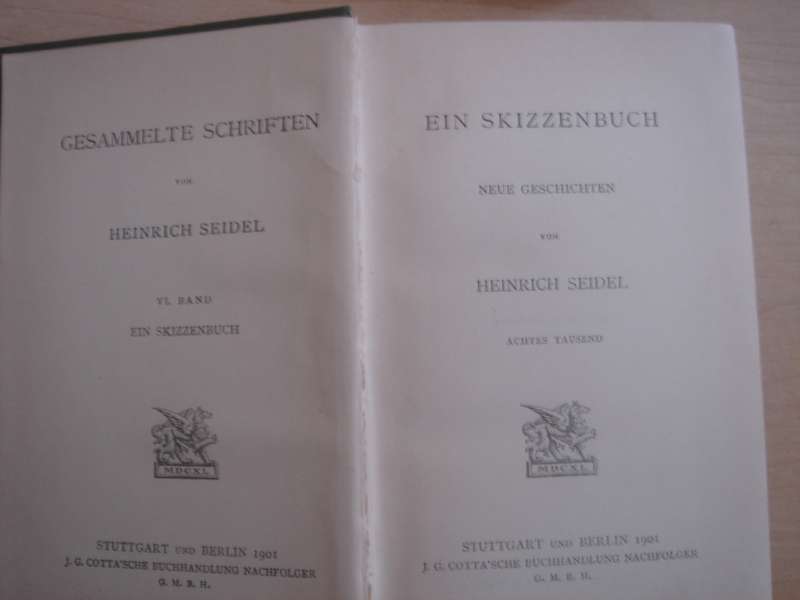 GESAMMELTE SCHRIFTEN
VON
HEINRICH SEIDEL
VI. BAND
EIN SKIZZENBUCH
MDCXL
STUTTGART UND BERLIN 1901
J. G. COTTA'SCHE BUCHHANDLUNG NACHFOLGER
G. M. B. H.
EIN SKIZZENBUCH
NEUE GESCHICHTEN
VON
HEINRICH SEIDEL
ACHTES TAUSEND
MDCXL
STUTTGART UND BERLIN 1901
J. G. COTTA'SCHE BUCHHANDLUNG NACHFOLGER
G. M. B. H.